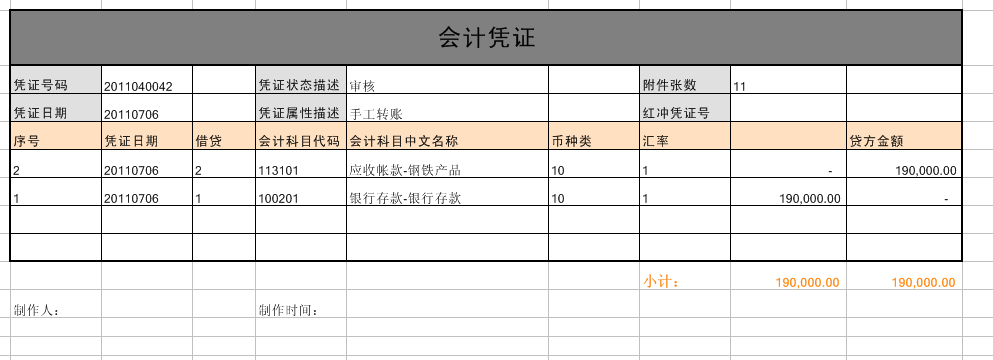 会计凭证
凭证号码 2011040042 凭证状态描述 审核 附件张数 11
凭证日期 20110706 凭证属性描述 手工转账 红冲凭证号
序号 凭证日期 借贷 会计科目代码 会计科目中文名称 币种类 汇率 贷方金额
2 20110706 2 113101 应收帐款-钢铁产品 10 1 - 190,000.00
1 20110706 1 100201 银行存款-银行存款 10 1 190,000.00 -
小计： 190,000.00 190,000.00
制作人： 制作时间：